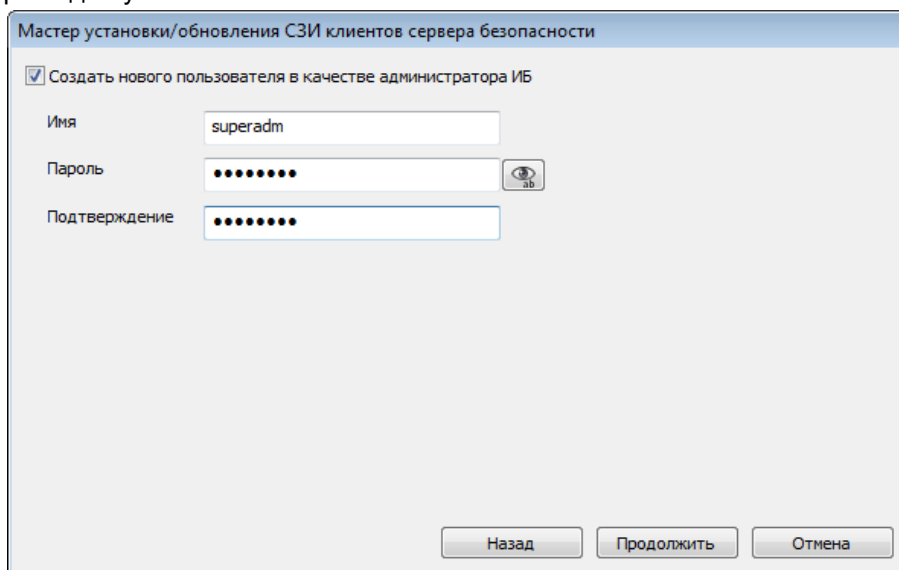 Мастер установки/обновления СЗИ клиентов сервера безопасности
Создать нового пользователя в качестве администратора ИБ
Имя
superadm
Пароль
••••••••
ab
Подтверждение
••••••••
Назад Продолжить Отмена